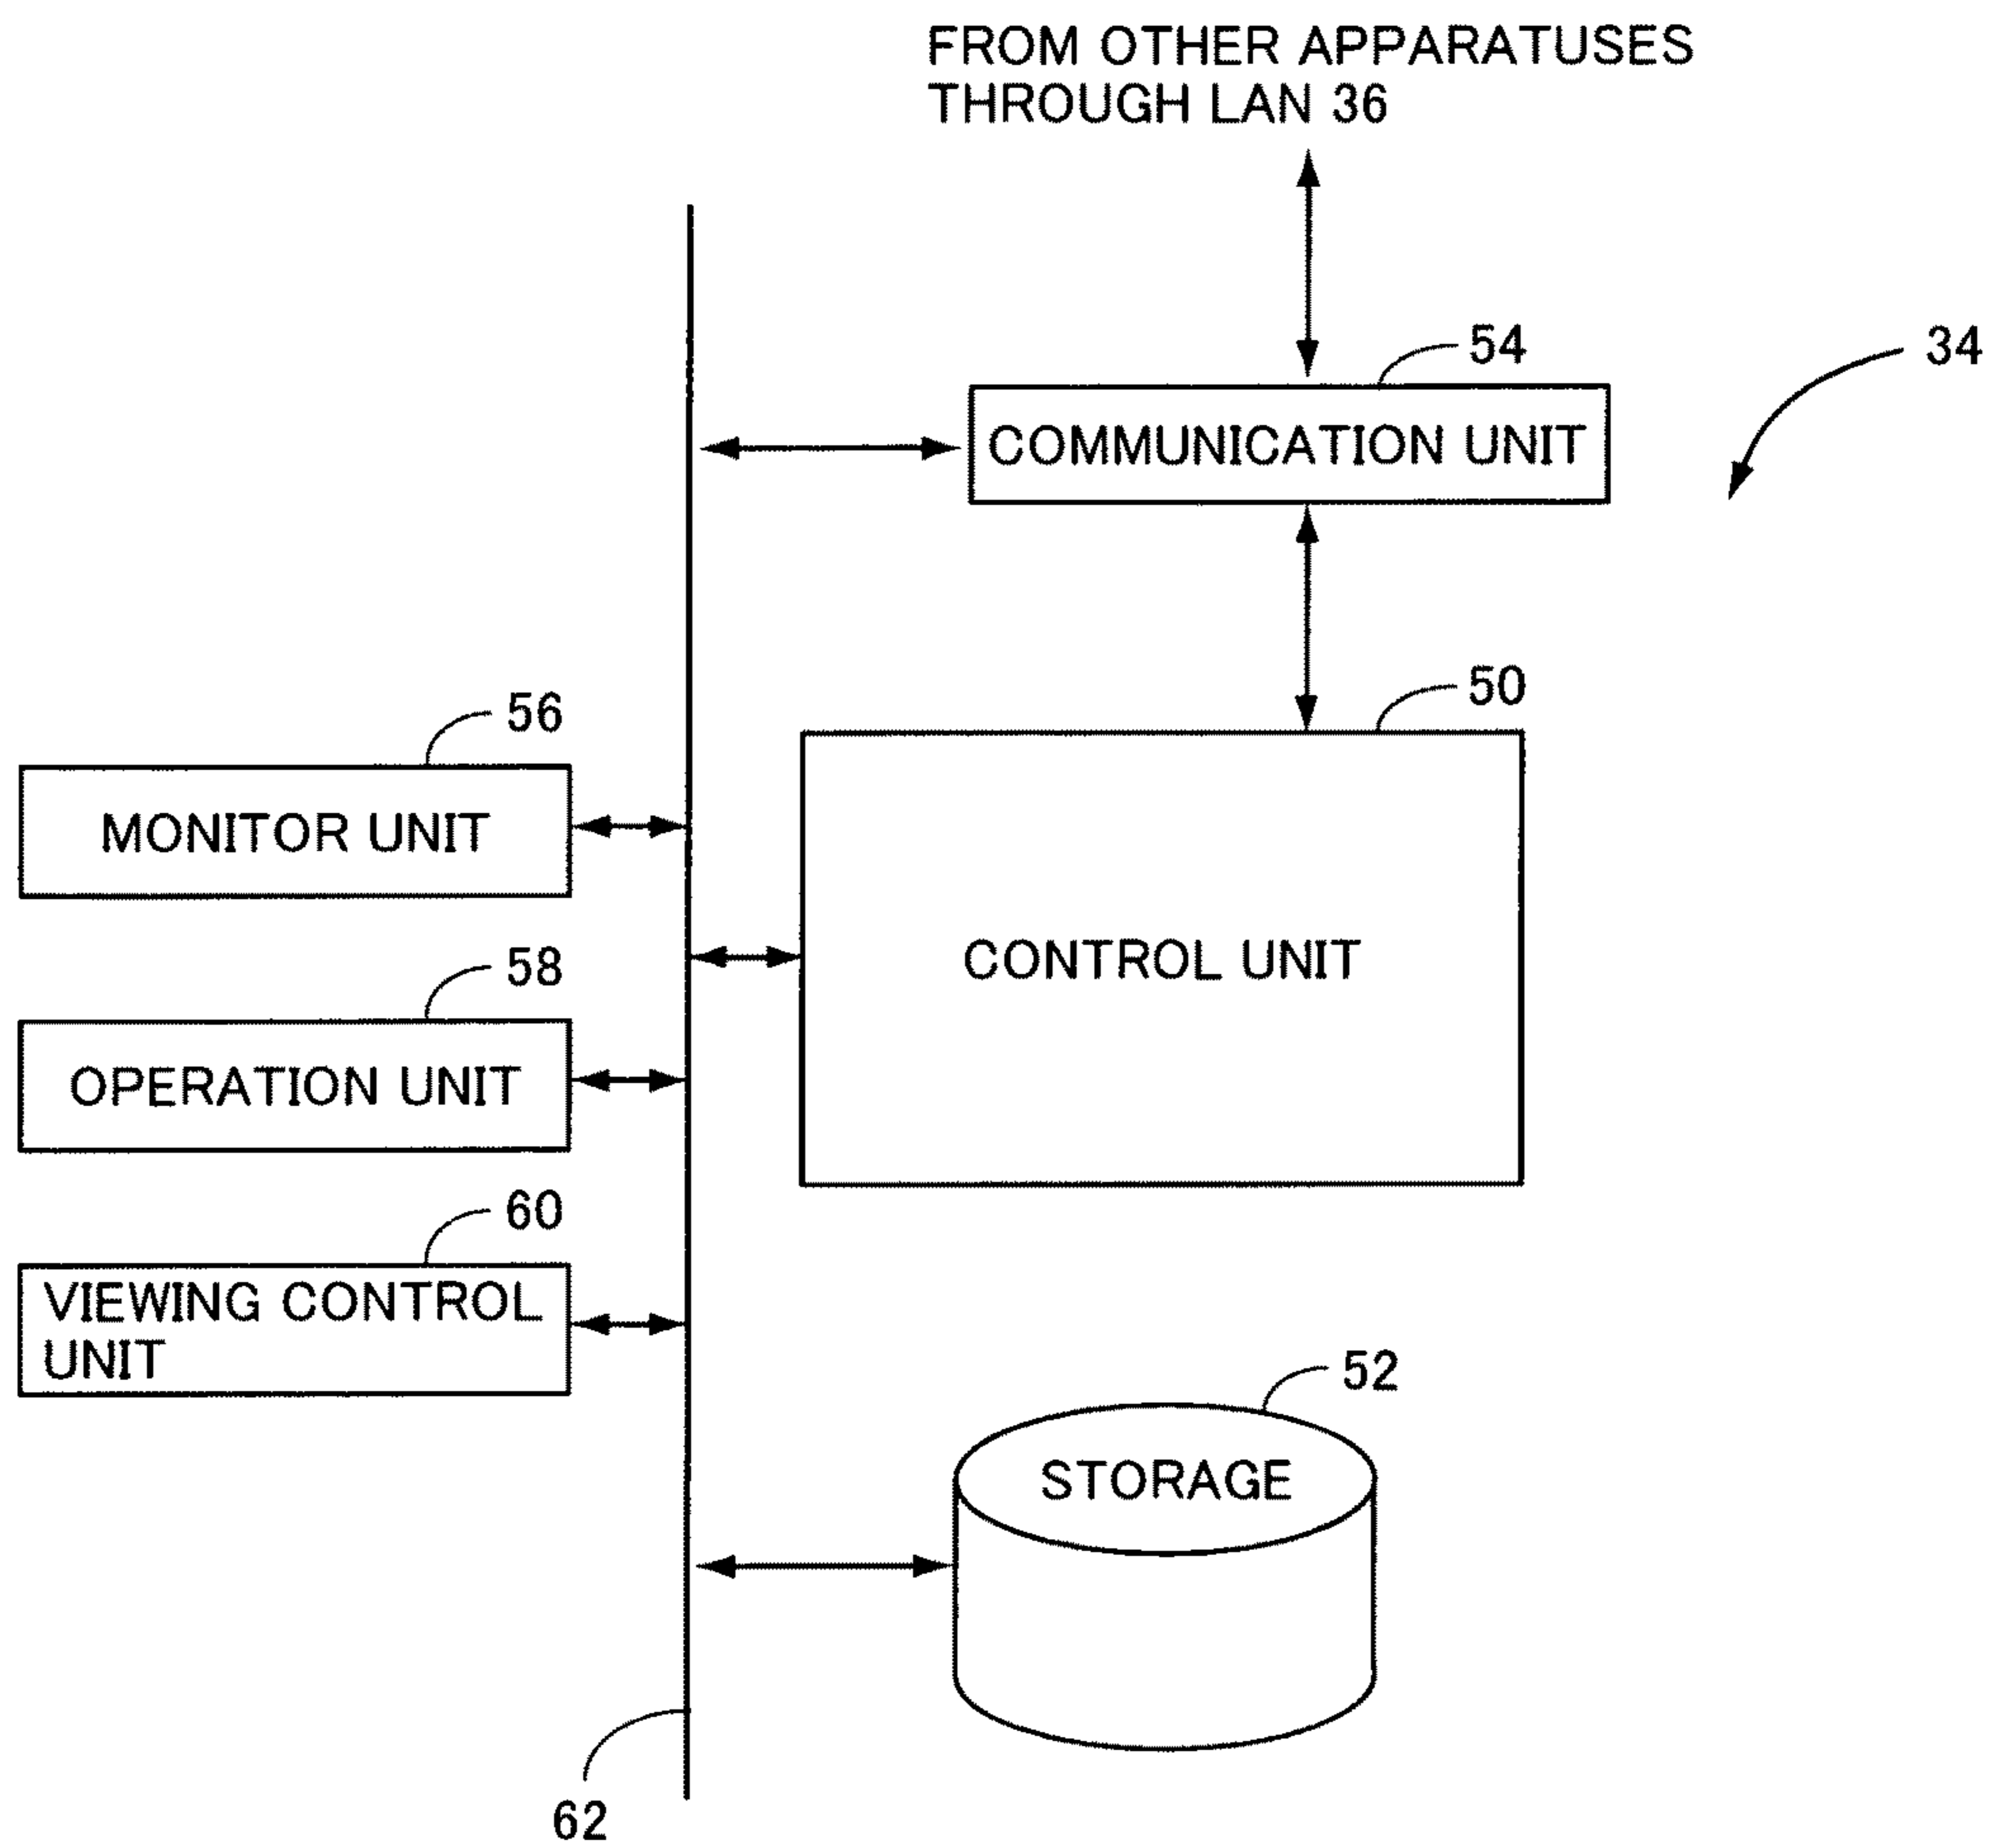 FROM OTHER APPARATUSES
THROUGH LAN 36
54
34
COMMUNICATION UNIT
50
56
MONITOR UNIT
CONTROL UNIT
58
OPERATION UNIT
60
VIEWING CONTROL
UNIT
52
STORAGE
62